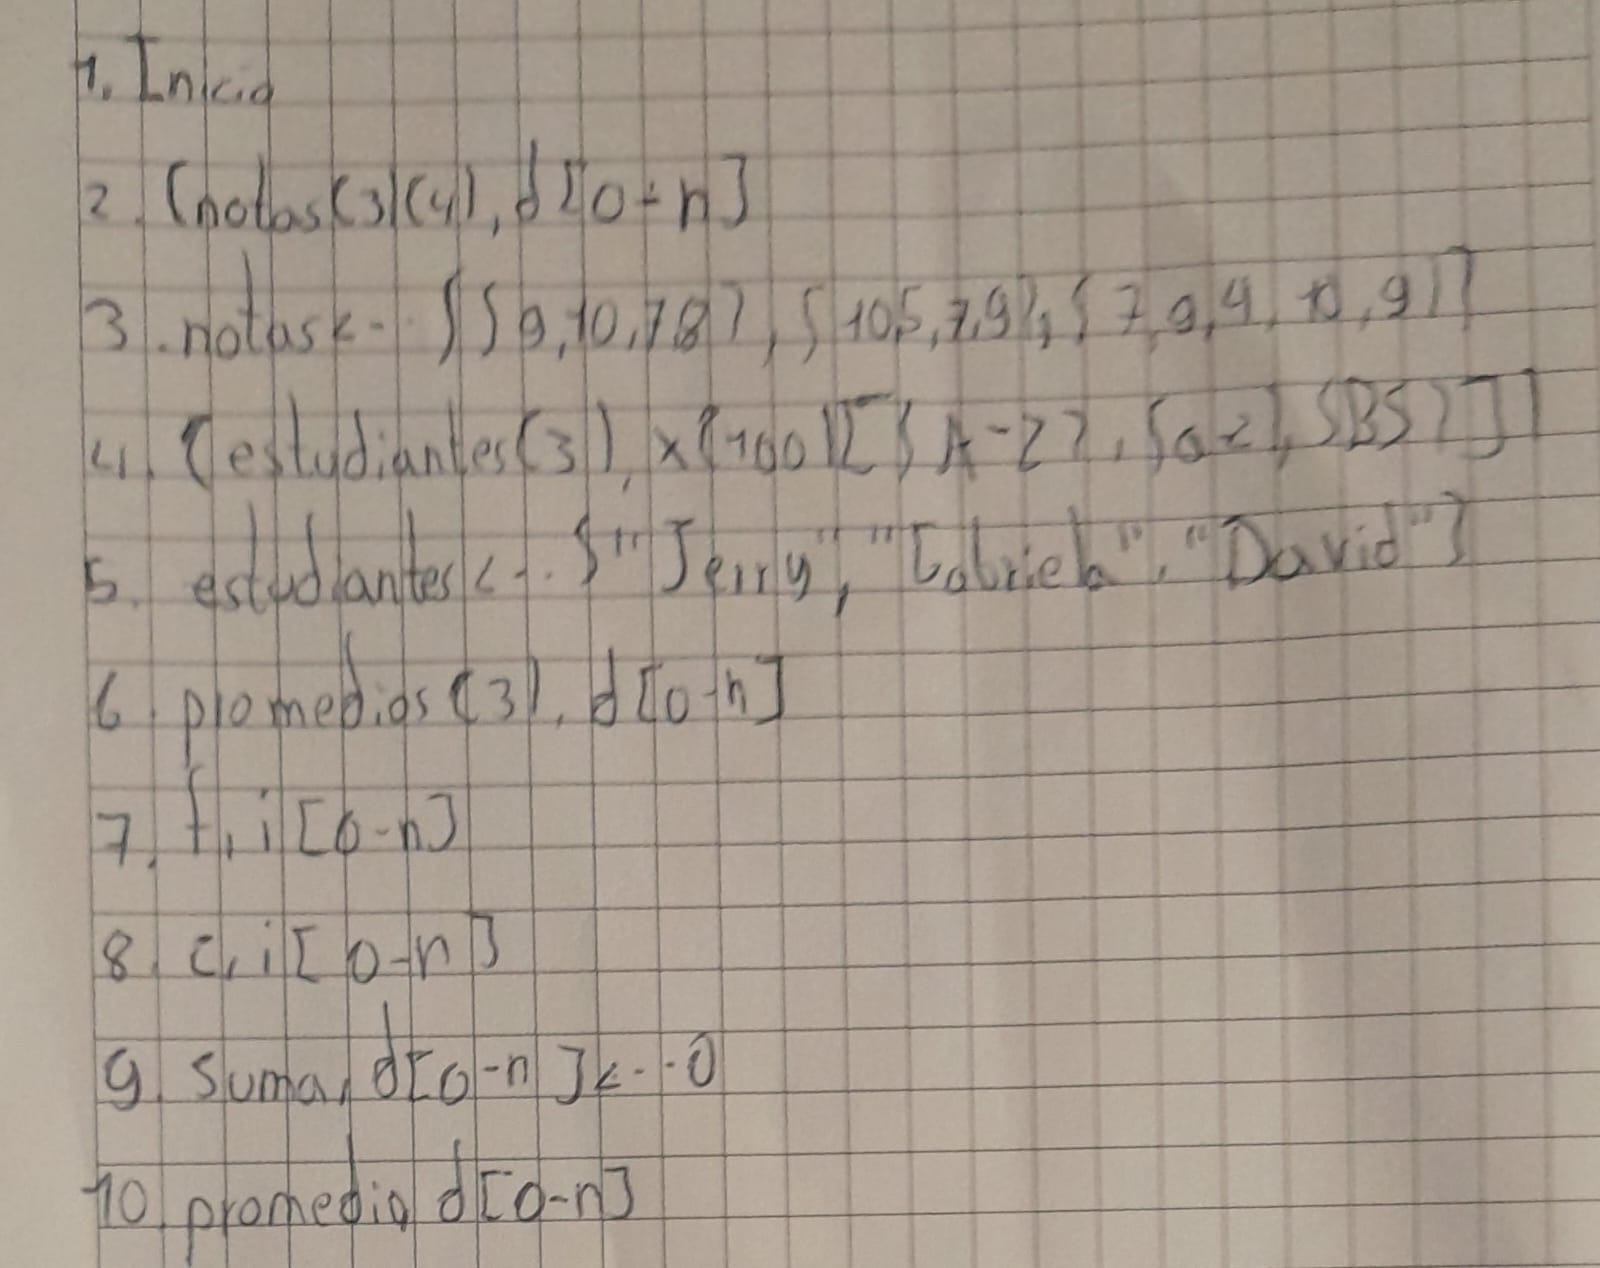 1. Inicio
2. (notas(3)(4), d[0-n]
3. notas<-- {{9,10,7,8}, {10,5,7,9}, {7,9,4,10,9}}
4. (estudiantes(3), x(100)[[{A-Z}, {a-z}, {BS}]]
5. estudiantes<-- {"Jerry", "Gabriela", "David"}
6. promedios(3), d[0-n]
7. f, i[0-n]
8. c, i[0-n]
9. suma, d[0-n]<--0
10. promedio, d[0-n]